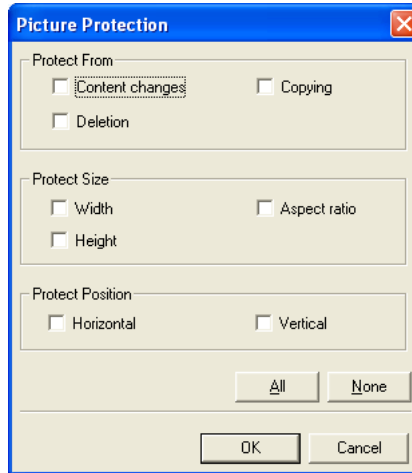 Picture Protection
Protect From
Content changes Copying
Deletion
Protect Size
Width Aspect ratio
Height
Protect Position
Horizontal Vertical
All None
OK Cancel